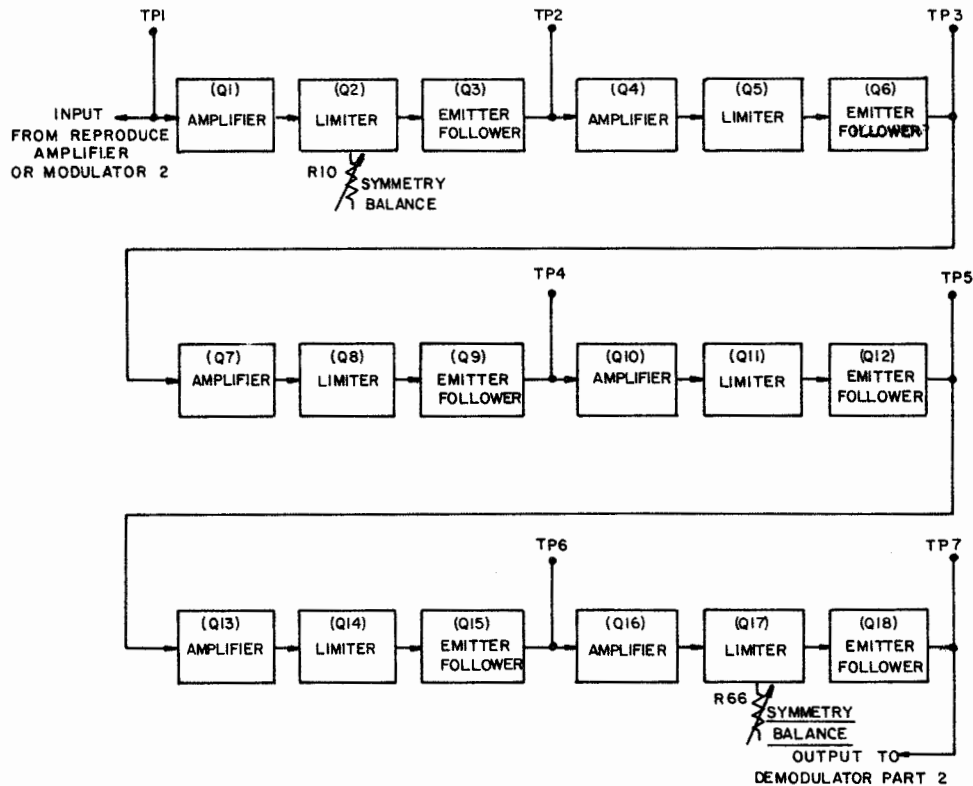 TP1
TP2
TP3
(Q1)
AMPLIFIER
(Q2)
LIMITER
(Q3)
EMITTER
FOLLOWER
(Q4)
AMPLIFIER
(Q5)
LIMITER
(Q6)
EMITTER
FOLLOWER
INPUT
FROM REPRODUCE
AMPLIFIER
OR MODULATOR 2
R10
SYMMETRY
BALANCE
TP4
TP5
(Q7)
AMPLIFIER
(Q8)
LIMITER
(Q9)
EMITTER
FOLLOWER
(Q10)
AMPLIFIER
(Q11)
LIMITER
(Q12)
EMITTER
FOLLOWER
TP6
TP7
(Q13)
AMPLIFIER
(Q14)
LIMITER
(Q15)
EMITTER
FOLLOWER
(Q16)
AMPLIFIER
(Q17)
LIMITER
(Q18)
EMITTER
FOLLOWER
R66
SYMMETRY
BALANCE
OUTPUT TO
DEMODULATOR PART 2